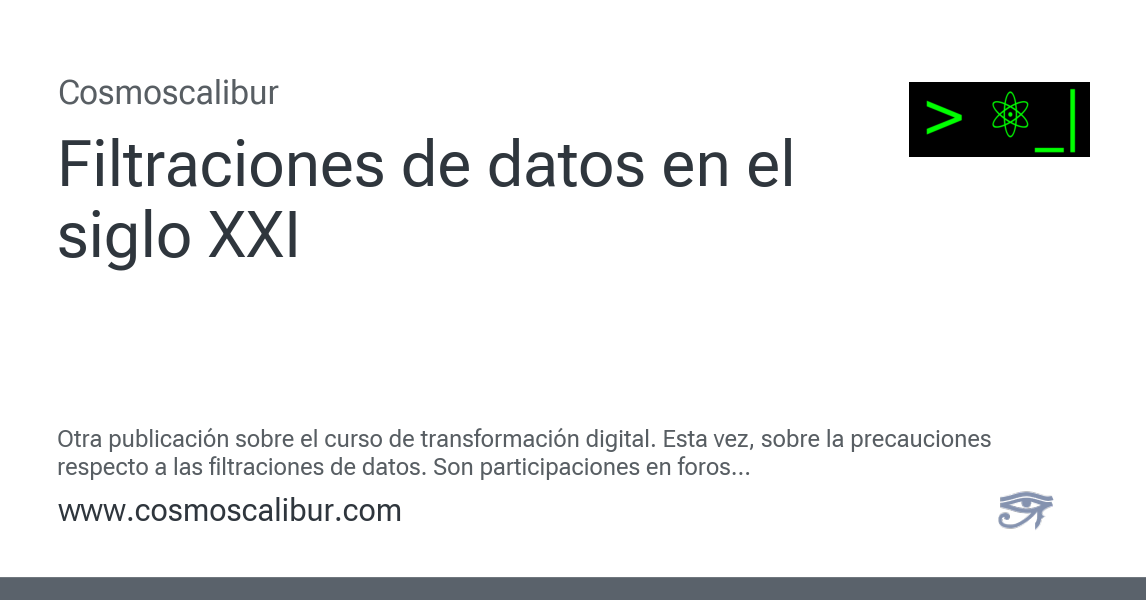 Cosmoscalibur
Filtraciones de datos en el
siglo XXI
> _|
Otra publicación sobre el curso de transformación digital. Esta vez, sobre la precauciones
respecto a las filtraciones de datos. Son participaciones en foros...
www.cosmoscalibur.com